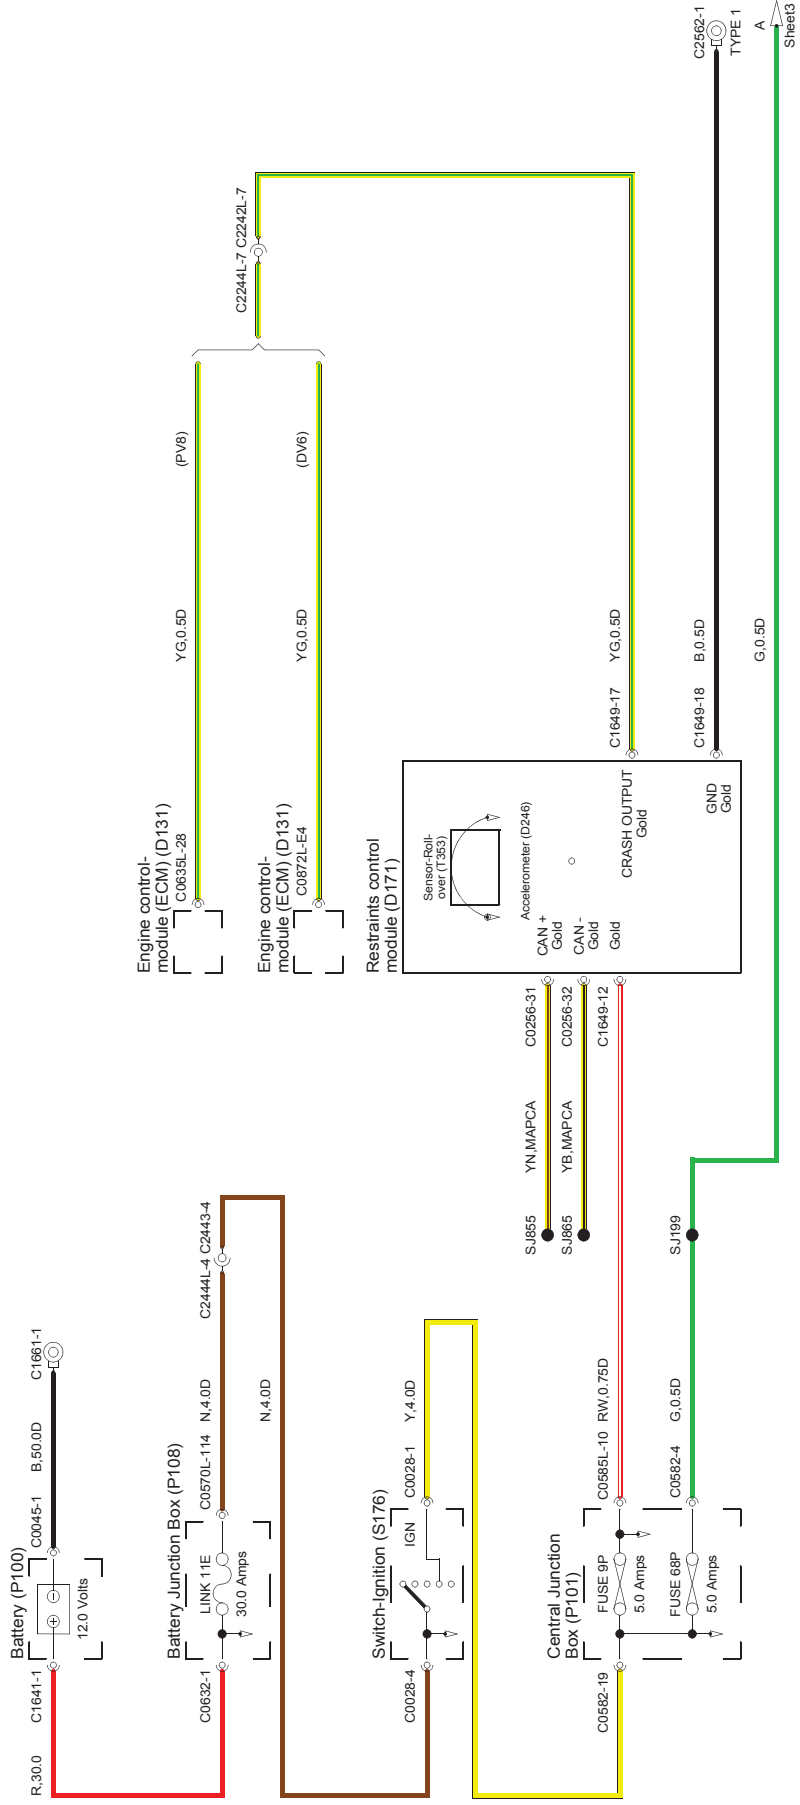 Battery (P100)
12.0 Volts
C1641-1
R,30.0
C0045-1
B,50.0D
C1661-1
Battery Junction Box (P108)
LINK 11E
30.0 Amps
C0632-1
C0570L-114
N,4.0D
C2444L-4
C2443-4
N,4.0D
Switch-Ignition (S176)
IGN
C0028-4
C0028-1
Y,4.0D
Central Junction
Box (P101)
FUSE 9P
5.0 Amps
FUSE 68P
5.0 Amps
C0582-19
C0585L-10
RW,0.75D
C0582-4
G,0.5D
SJ199
SJ855
YN,MAPCA
C0256-31
SJ865
YB,MAPCA
C0256-32
C1649-12
Engine control-
module (ECM) (D131)
C0635L-28
YG,0.5D
(PV8)
Engine control-
module (ECM) (D131)
C0872L-E4
YG,0.5D
(DV6)
C2244L-7
C2242L-7
Restraints control
module (D171)
Sensor-Roll-
over (T353)
Accelerometer (D246)
CAN +
Gold
CAN -
Gold
Gold
CRASH OUTPUT
Gold
GND
Gold
C1649-17
YG,0.5D
C1649-18
B,0.5D
C2562-1
TYPE 1
G,0.5D
A
Sheet3